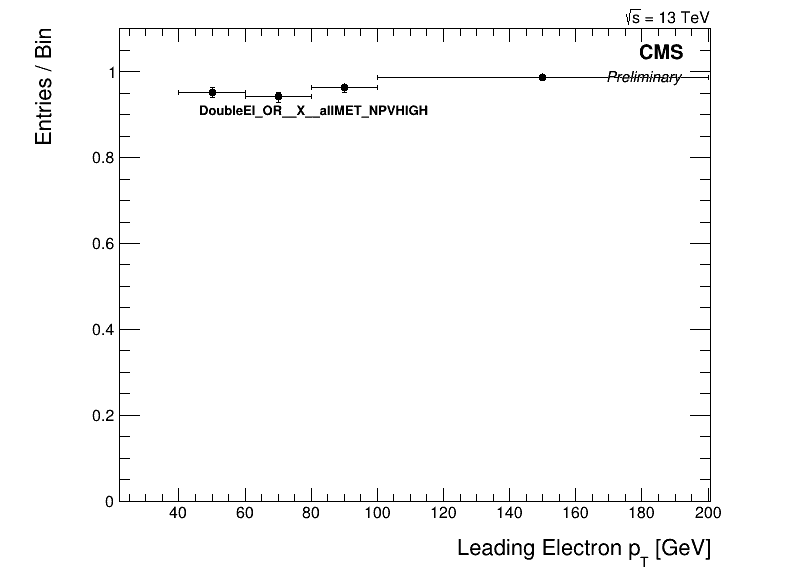 √s = 13 TeV
CMS
Preliminary
Entries / Bin
1
0.8
0.6
0.4
0.2
0
DoubleEl_OR__X__allMET_NPVHIGH
40 60 80 100 120 140 160 180 200
Leading Electron pT [GeV]